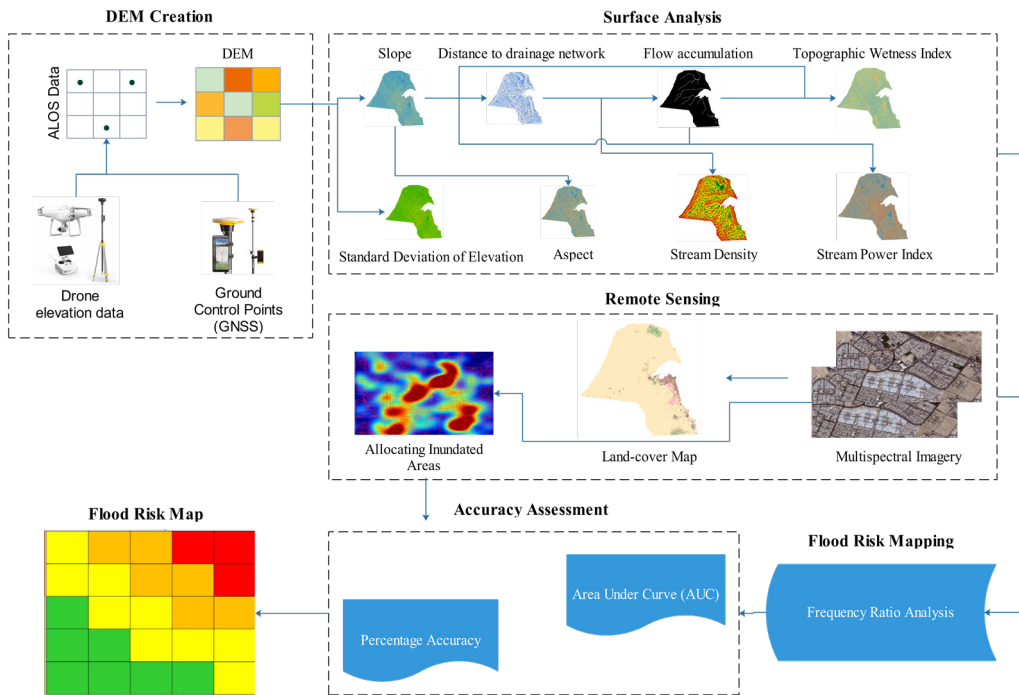 DEM Creation
ALOS Data
DEM
Drone
elevation data
Ground
Control Points
(GNSS)
Surface Analysis
Slope
Distance to drainage network
Flow accumulation
Topographic Wetness Index
Standard Deviation of Elevation
Aspect
Stream Density
Stream Power Index
Remote Sensing
Allocating Inundated
Areas
Land-cover Map
Multispectral Imagery
Flood Risk Map
Accuracy Assessment
Percentage Accuracy
Area Under Curve (AUC)
Flood Risk Mapping
Frequency Ratio Analysis